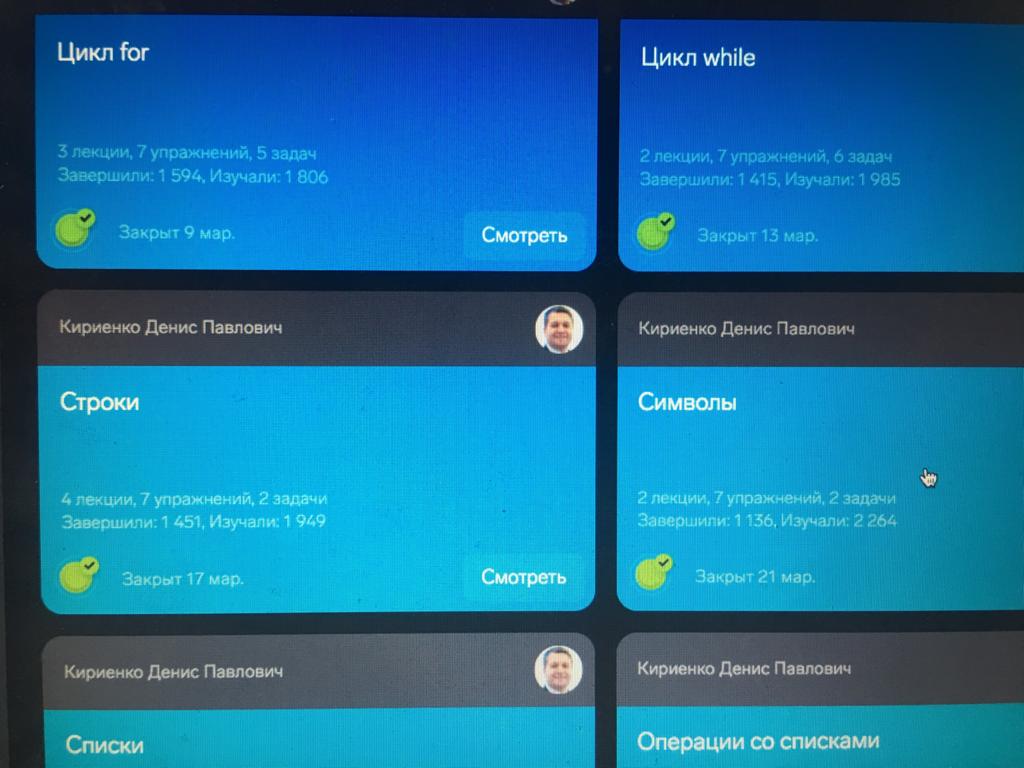 Цикл for
3 лекции, 7 упражнений, 5 задач
Завершили: 1 594, Изучали: 1 806
Закрыт 9 мар.
Смотреть
Цикл while
2 лекции, 7 упражнений, 6 задач
Завершили: 1 415, Изучали: 1 985
Закрыт 13 мар.
Кириенко Денис Павлович
Строки
4 лекции, 7 упражнений, 2 задачи
Завершили: 1 451, Изучали: 1 949
Закрыт 17 мар.
Смотреть
Кириенко Денис Павлович
Символы
2 лекции, 7 упражнений, 2 задачи
Завершили: 1 136, Изучали: 2 264
Закрыт 21 мар.
Кириенко Денис Павлович
Списки
Кириенко Денис Павлович
Операции со списками